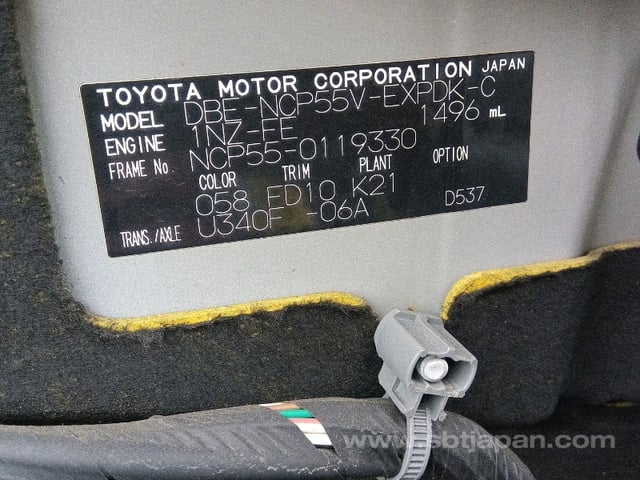 TOYOTA MOTOR CORPORATION JAPAN
MODEL DBE-NCP55V-EXPDK-C
ENGINE 1NZ-FE 1496 mL
FRAME No. NCP55-0119330
COLOR TRIM PLANT OPTION
058 FD10 K21
TRANS./AXLE U340F -06A D537
www.sbtjapan.com